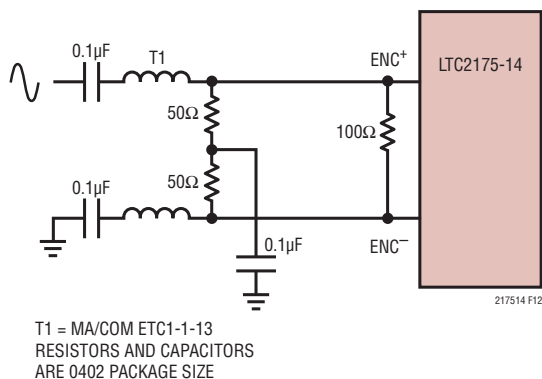 0.1µF
T1
ENC+
LTC2175-14
50Ω
100Ω
50Ω
0.1µF
0.1µF
ENC–
217514 F12
T1 = MA/COM ETC1-1-13
RESISTORS AND CAPACITORS
ARE 0402 PACKAGE SIZE